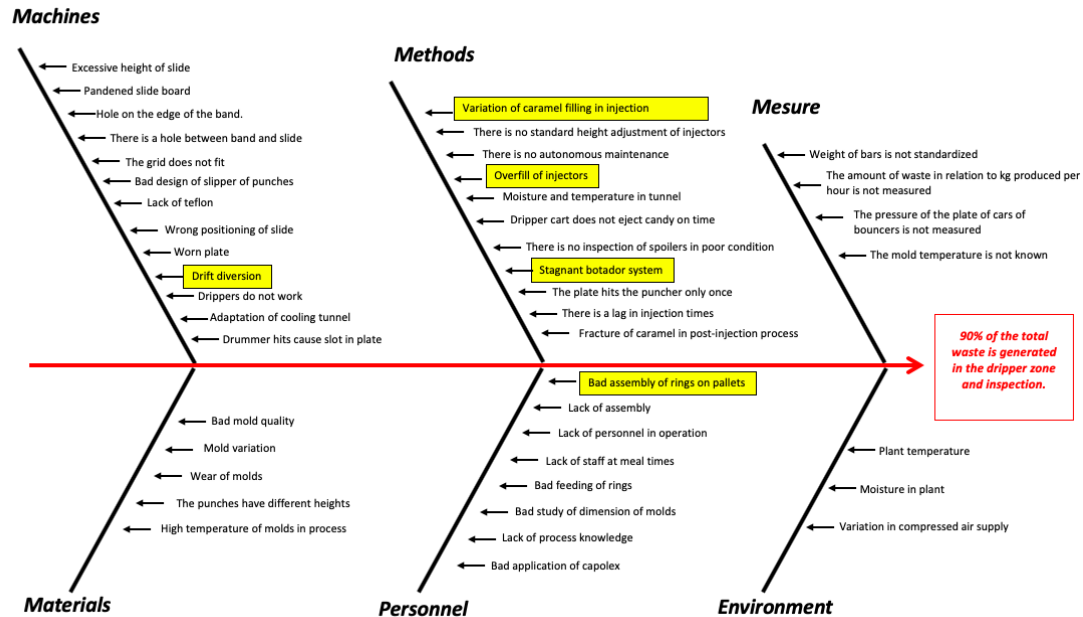 Machines
Excessive height of slide
Pandened slide board
Hole on the edge of the band.
There is a hole between band and slide
The grid does not fit
Bad design of slipper of punches
Lack of teflon
Wrong positioning of slide
Worn plate
Drift diversion
Drippers do not work
Adaptation of cooling tunnel
Drummer hits cause slot in plate
Methods
Variation of caramel filling in injection
There is no standard height adjustment of injectors
There is no autonomous maintenance
Overfill of injectors
Moisture and temperature in tunnel
Dripper cart does not eject candy on time
There is no inspection of spoilers in poor condition
Stagnant botador system
The plate hits the puncher only once
There is a lag in injection times
Fracture of caramel in post-injection process
Mesure
Weight of bars is not standardized
The amount of waste in relation to kg produced per
hour is not measured
The pressure of the plate of cars of
bouncers is not measured
The mold temperature is not known
90% of the total
waste is generated
in the dripper zone
and inspection.
Bad mold quality
Mold variation
Wear of molds
The punches have different heights
High temperature of molds in process
Materials
Bad assembly of rings on pallets
Lack of assembly
Lack of personnel in operation
Lack of staff at meal times
Bad feeding of rings
Bad study of dimension of molds
Lack of process knowledge
Bad application of capolex
Personnel
Plant temperature
Moisture in plant
Variation in compressed air supply
Environment